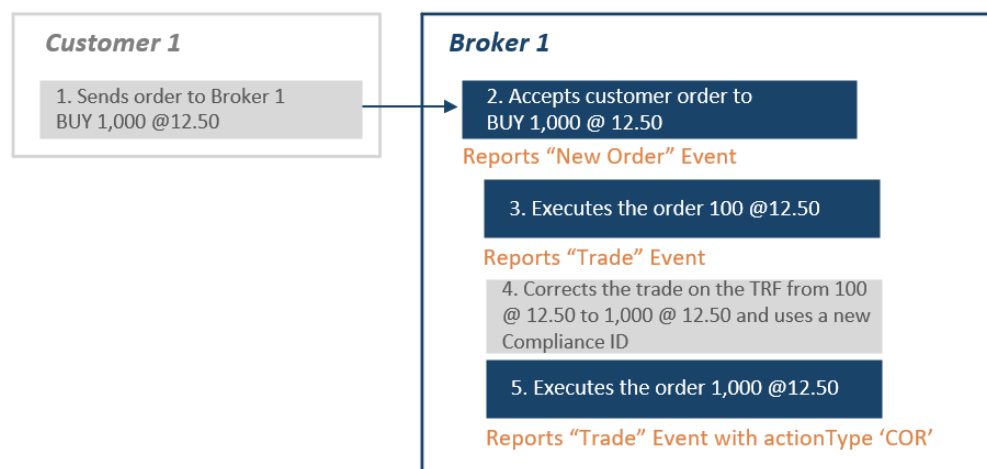 Customer 1
1. Sends order to Broker 1
BUY 1,000 @12.50
Broker 1
2. Accepts customer order to
BUY 1,000 @ 12.50
Reports “New Order” Event
3. Executes the order 100 @12.50
Reports “Trade” Event
4. Corrects the trade on the TRF from 100
@ 12.50 to 1,000 @ 12.50 and uses a new
Compliance ID
5. Executes the order 1,000 @12.50
Reports “Trade” Event with actionType ‘COR’